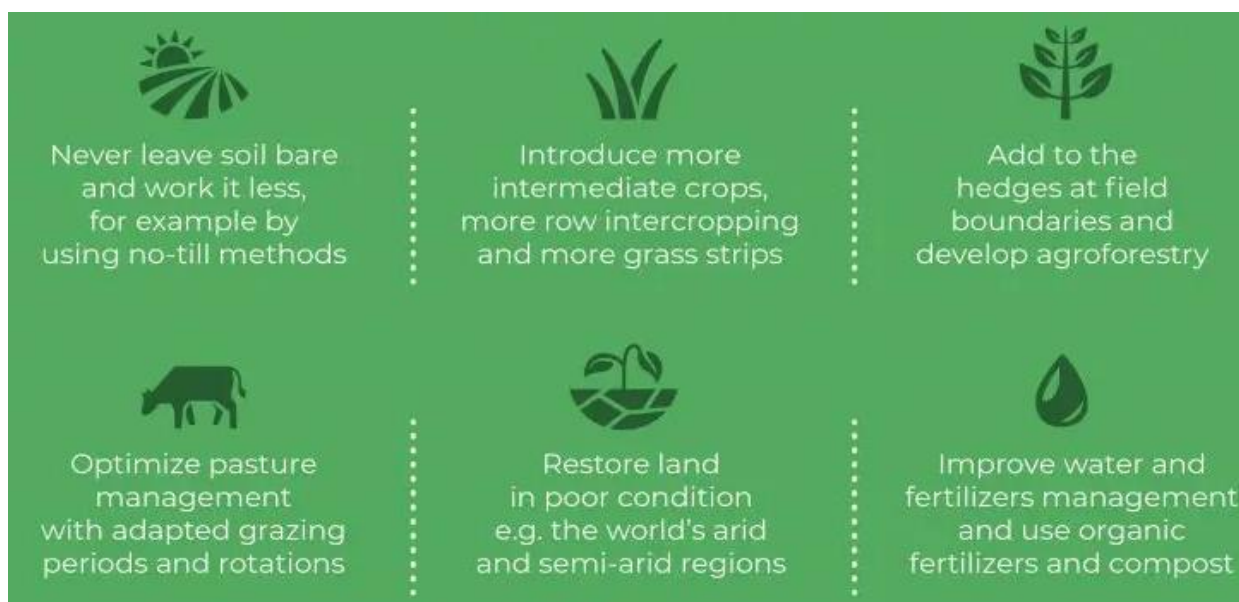 Never leave soil bare
and work it less,
for example by
using no-till methods
Introduce more
intermediate crops,
more row intercropping
and more grass strips
Add to the
hedges at field
boundaries and
develop agroforestry
Optimize pasture
management
with adapted grazing
periods and rotations
Restore land
in poor condition
e.g. the world's arid
and semi-arid regions
Improve water and
fertilizers management
and use organic
fertilizers and compost